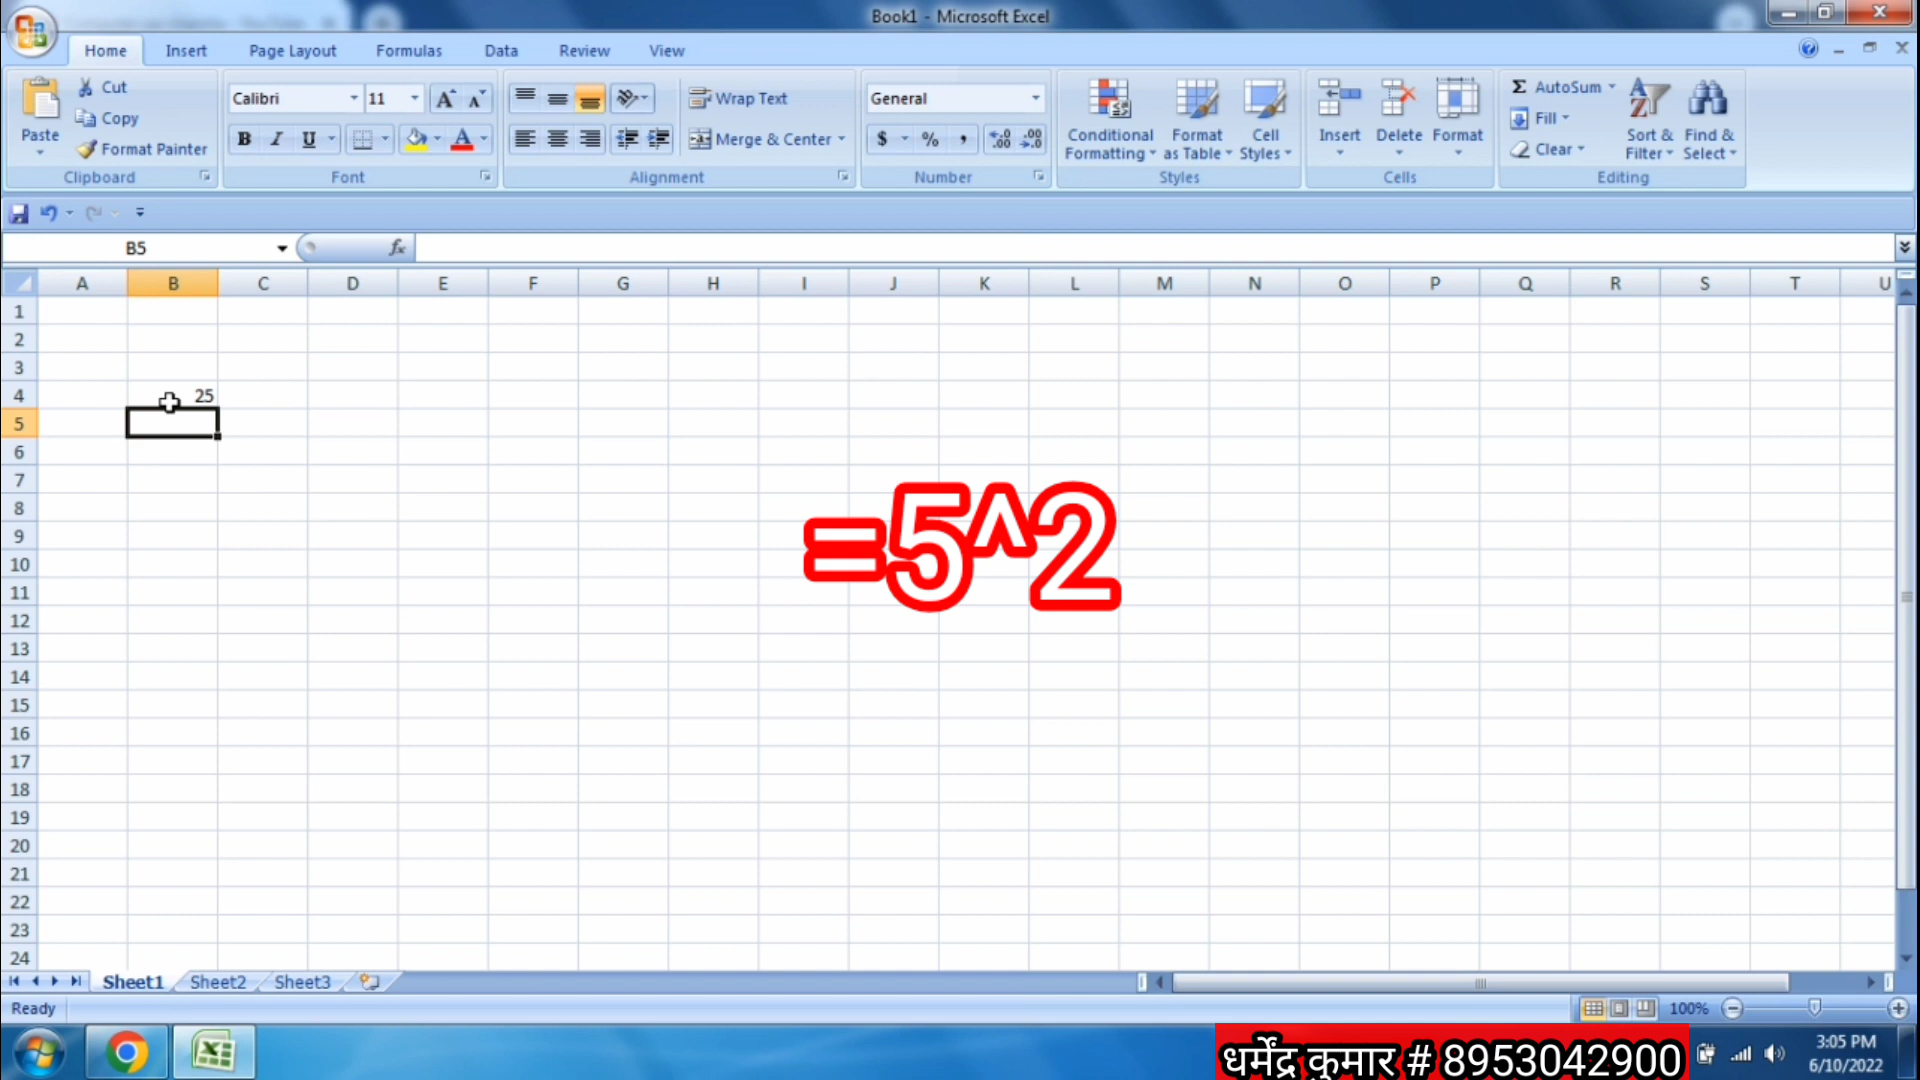 Book1 - Microsoft Excel
Home Insert Page Layout Formulas Data Review View
Paste
Cut
Copy
Format Painter
Clipboard
Calibri 11
B I U
Font
Wrap Text
Merge & Center
Alignment
General
$ % ,
Number
Conditional Formatting
Format as Table
Cell Styles
Styles
Insert Delete Format
Cells
Σ AutoSum
Fill
Clear
Sort & Filter
Find & Select
Editing
B5 fx
A B C D E F G H I J K L M N O P Q R S T U
1
2
3
4 25
5
6
7
8
9
10
11
12
13
14
15
16
17
18
19
20
21
22
23
24
=5^2
Sheet1 Sheet2 Sheet3
Ready 100%
धर्मेंद्र कुमार # 8953042900
3:05 PM
6/10/2022